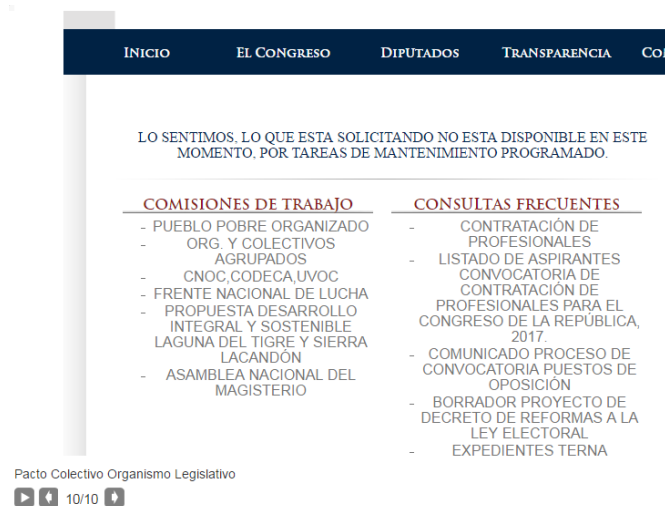 INICIO EL CONGRESO DIPUTADOS TRANSPARENCIA
LO SENTIMOS, LO QUE ESTA SOLICITANDO NO ESTA DISPONIBLE EN ESTE
MOMENTO, POR TAREAS DE MANTENIMIENTO PROGRAMADO.
COMISIONES DE TRABAJO
- PUEBLO POBRE ORGANIZADO
- ORG. Y COLECTIVOS
AGRUPADOS
- CNOC,CODECA,UVOC
- FRENTE NACIONAL DE LUCHA
- PROPUESTA DESARROLLO
INTEGRAL Y SOSTENIBLE
LAGUNA DEL TIGRE Y SIERRA
LACANDÓN
- ASAMBLEA NACIONAL DEL
MAGISTERIO
CONSULTAS FRECUENTES
- CONTRATACIÓN DE
PROFESIONALES
- LISTADO DE ASPIRANTES
CONVOCATORIA DE
CONTRATACIÓN DE
PROFESIONALES PARA EL
CONGRESO DE LA REPÚBLICA,
2017.
- COMUNICADO PROCESO DE
CONVOCATORIA PUESTOS DE
OPOSICIÓN
- BORRADOR PROYECTO DE
DECRETO DE REFORMAS A LA
LEY ELECTORAL
- EXPEDIENTES TERNA
Pacto Colectivo Organismo Legislativo
10/10